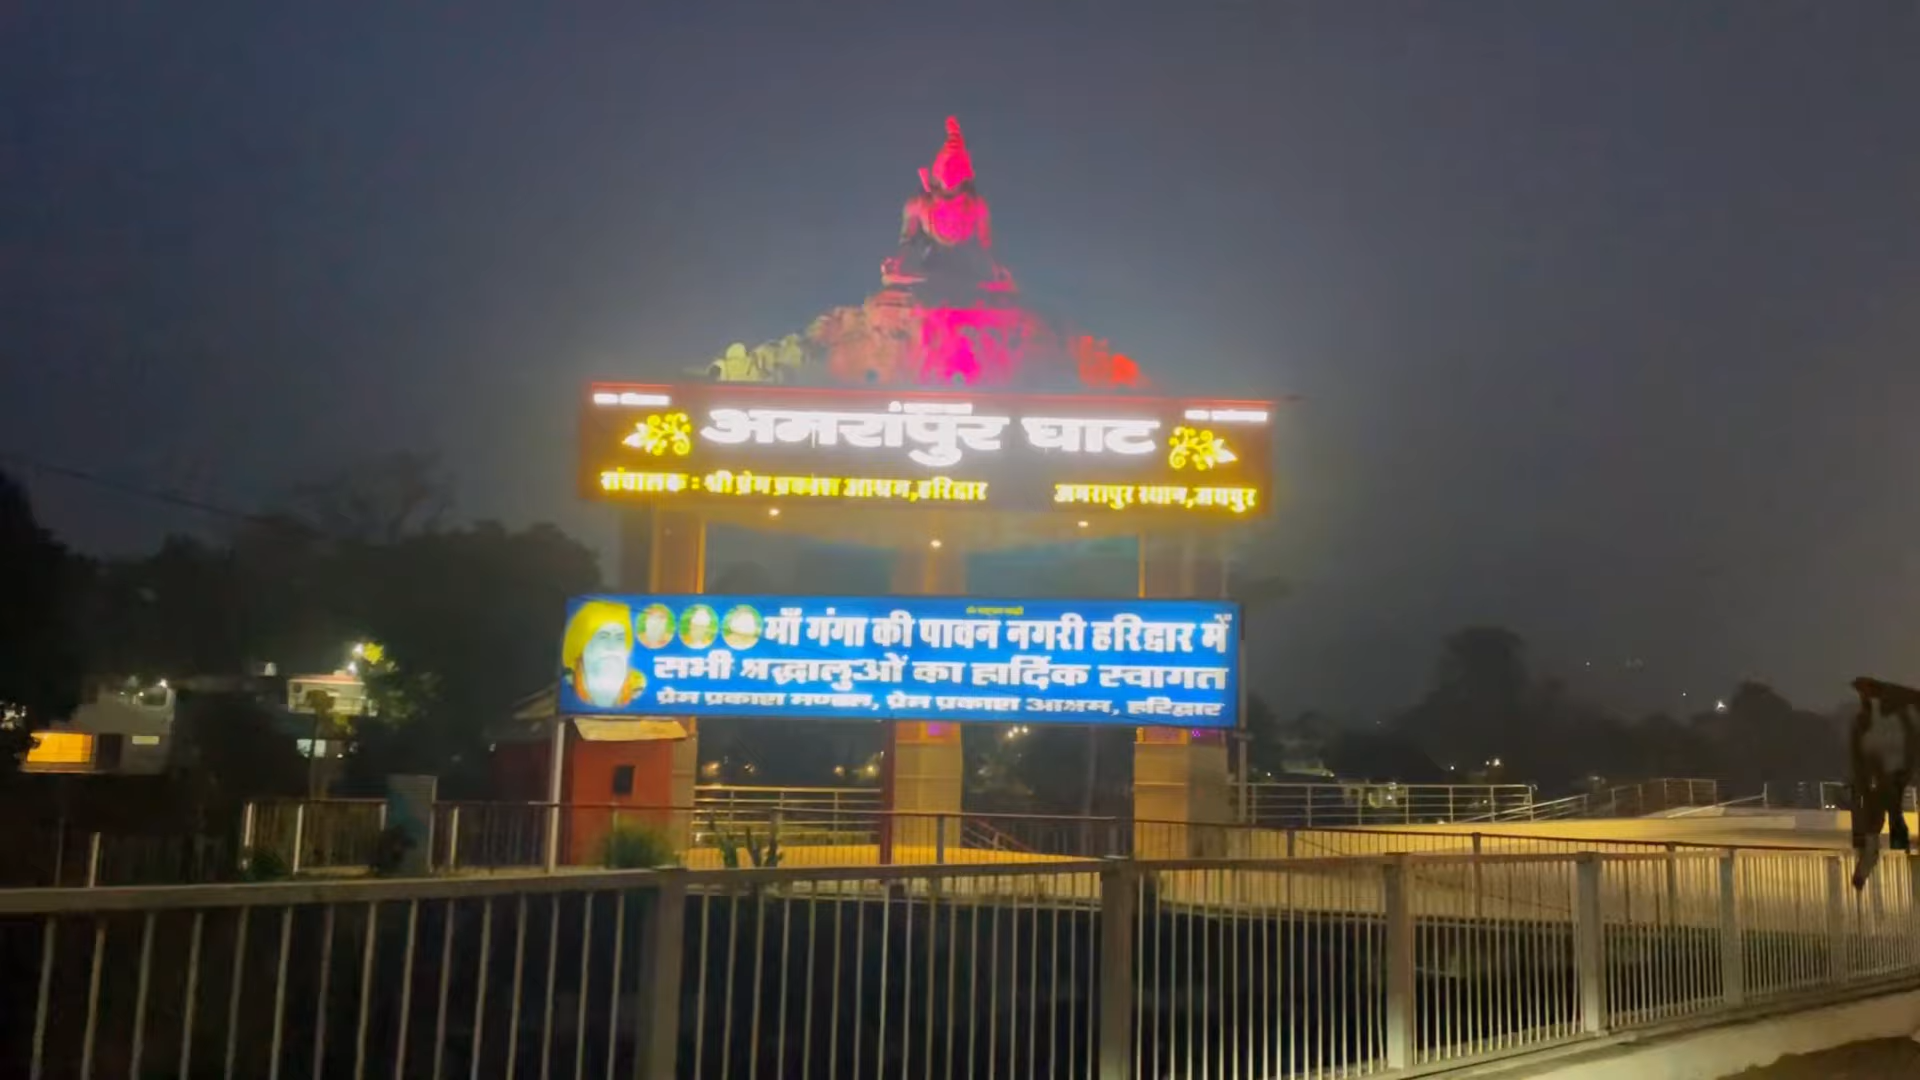 अमरापुर घाट
संचालक : श्री प्रेम प्रकाश आश्रम,हरिद्वार अमरापुर स्थान,जयपुर
माँ गंगा की पावन नगरी हरिद्वार में
सभी श्रद्धालुओं का हार्दिक स्वागत
प्रेम प्रकाश मण्डल, प्रेम प्रकाश आश्रम, हरिद्वार